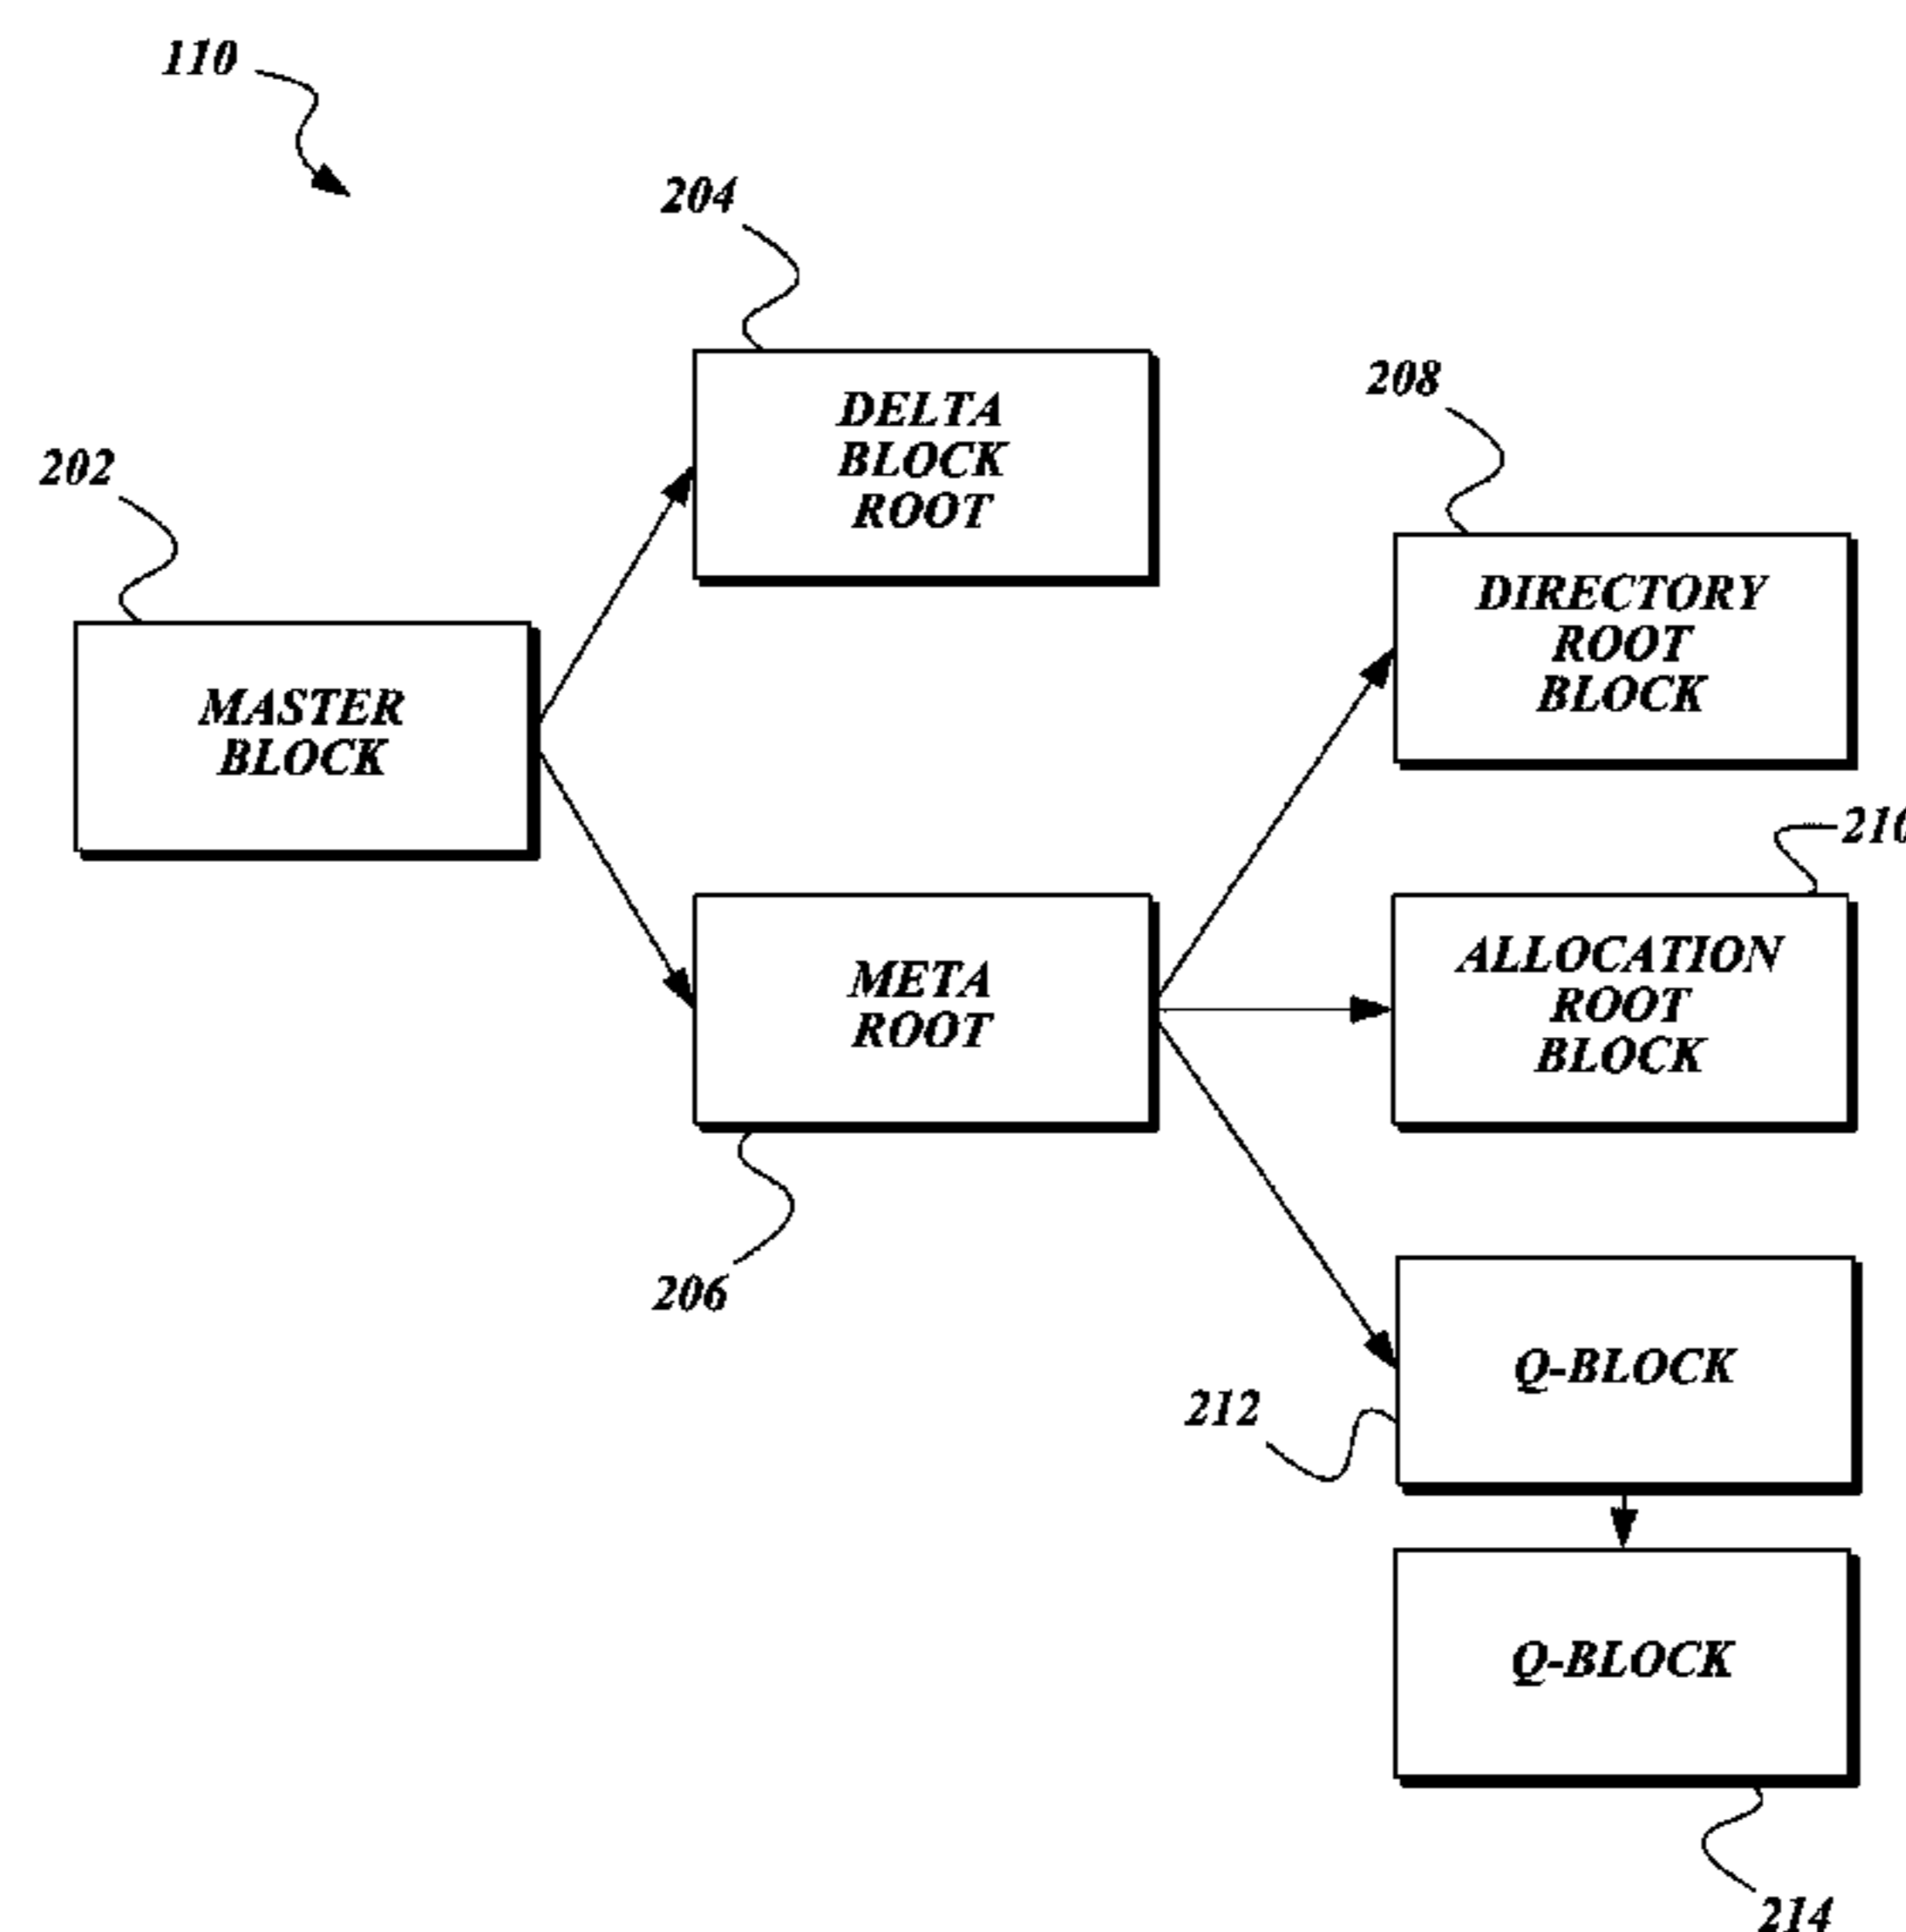 110
204
DELTA
BLOCK
ROOT
208
202
DIRECTORY
ROOT
BLOCK
MASTER
BLOCK
210
ALLOCATION
ROOT
BLOCK
META
ROOT
206
Q-BLOCK
212
Q-BLOCK
214